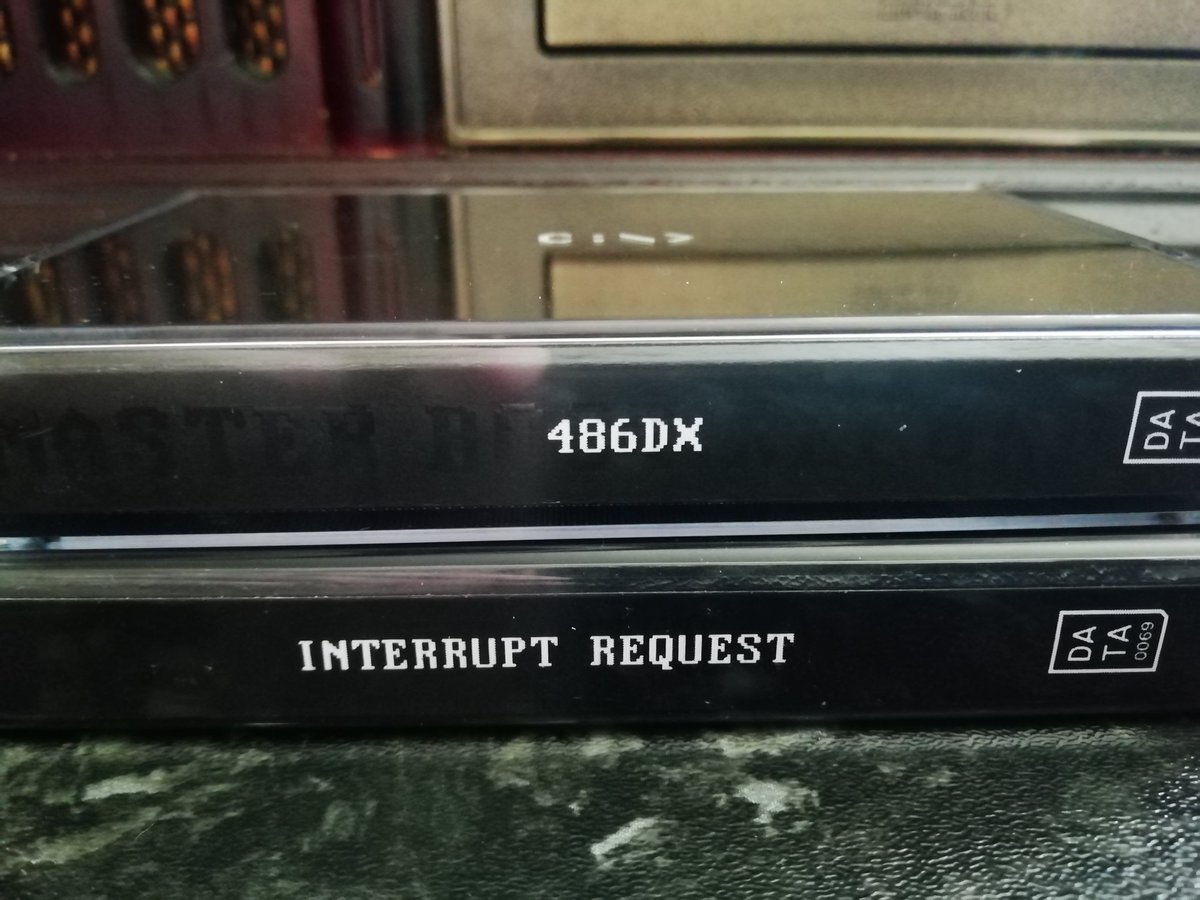 486DX
DA
TA
INTERRUPT REQUEST
DA
TA
0069